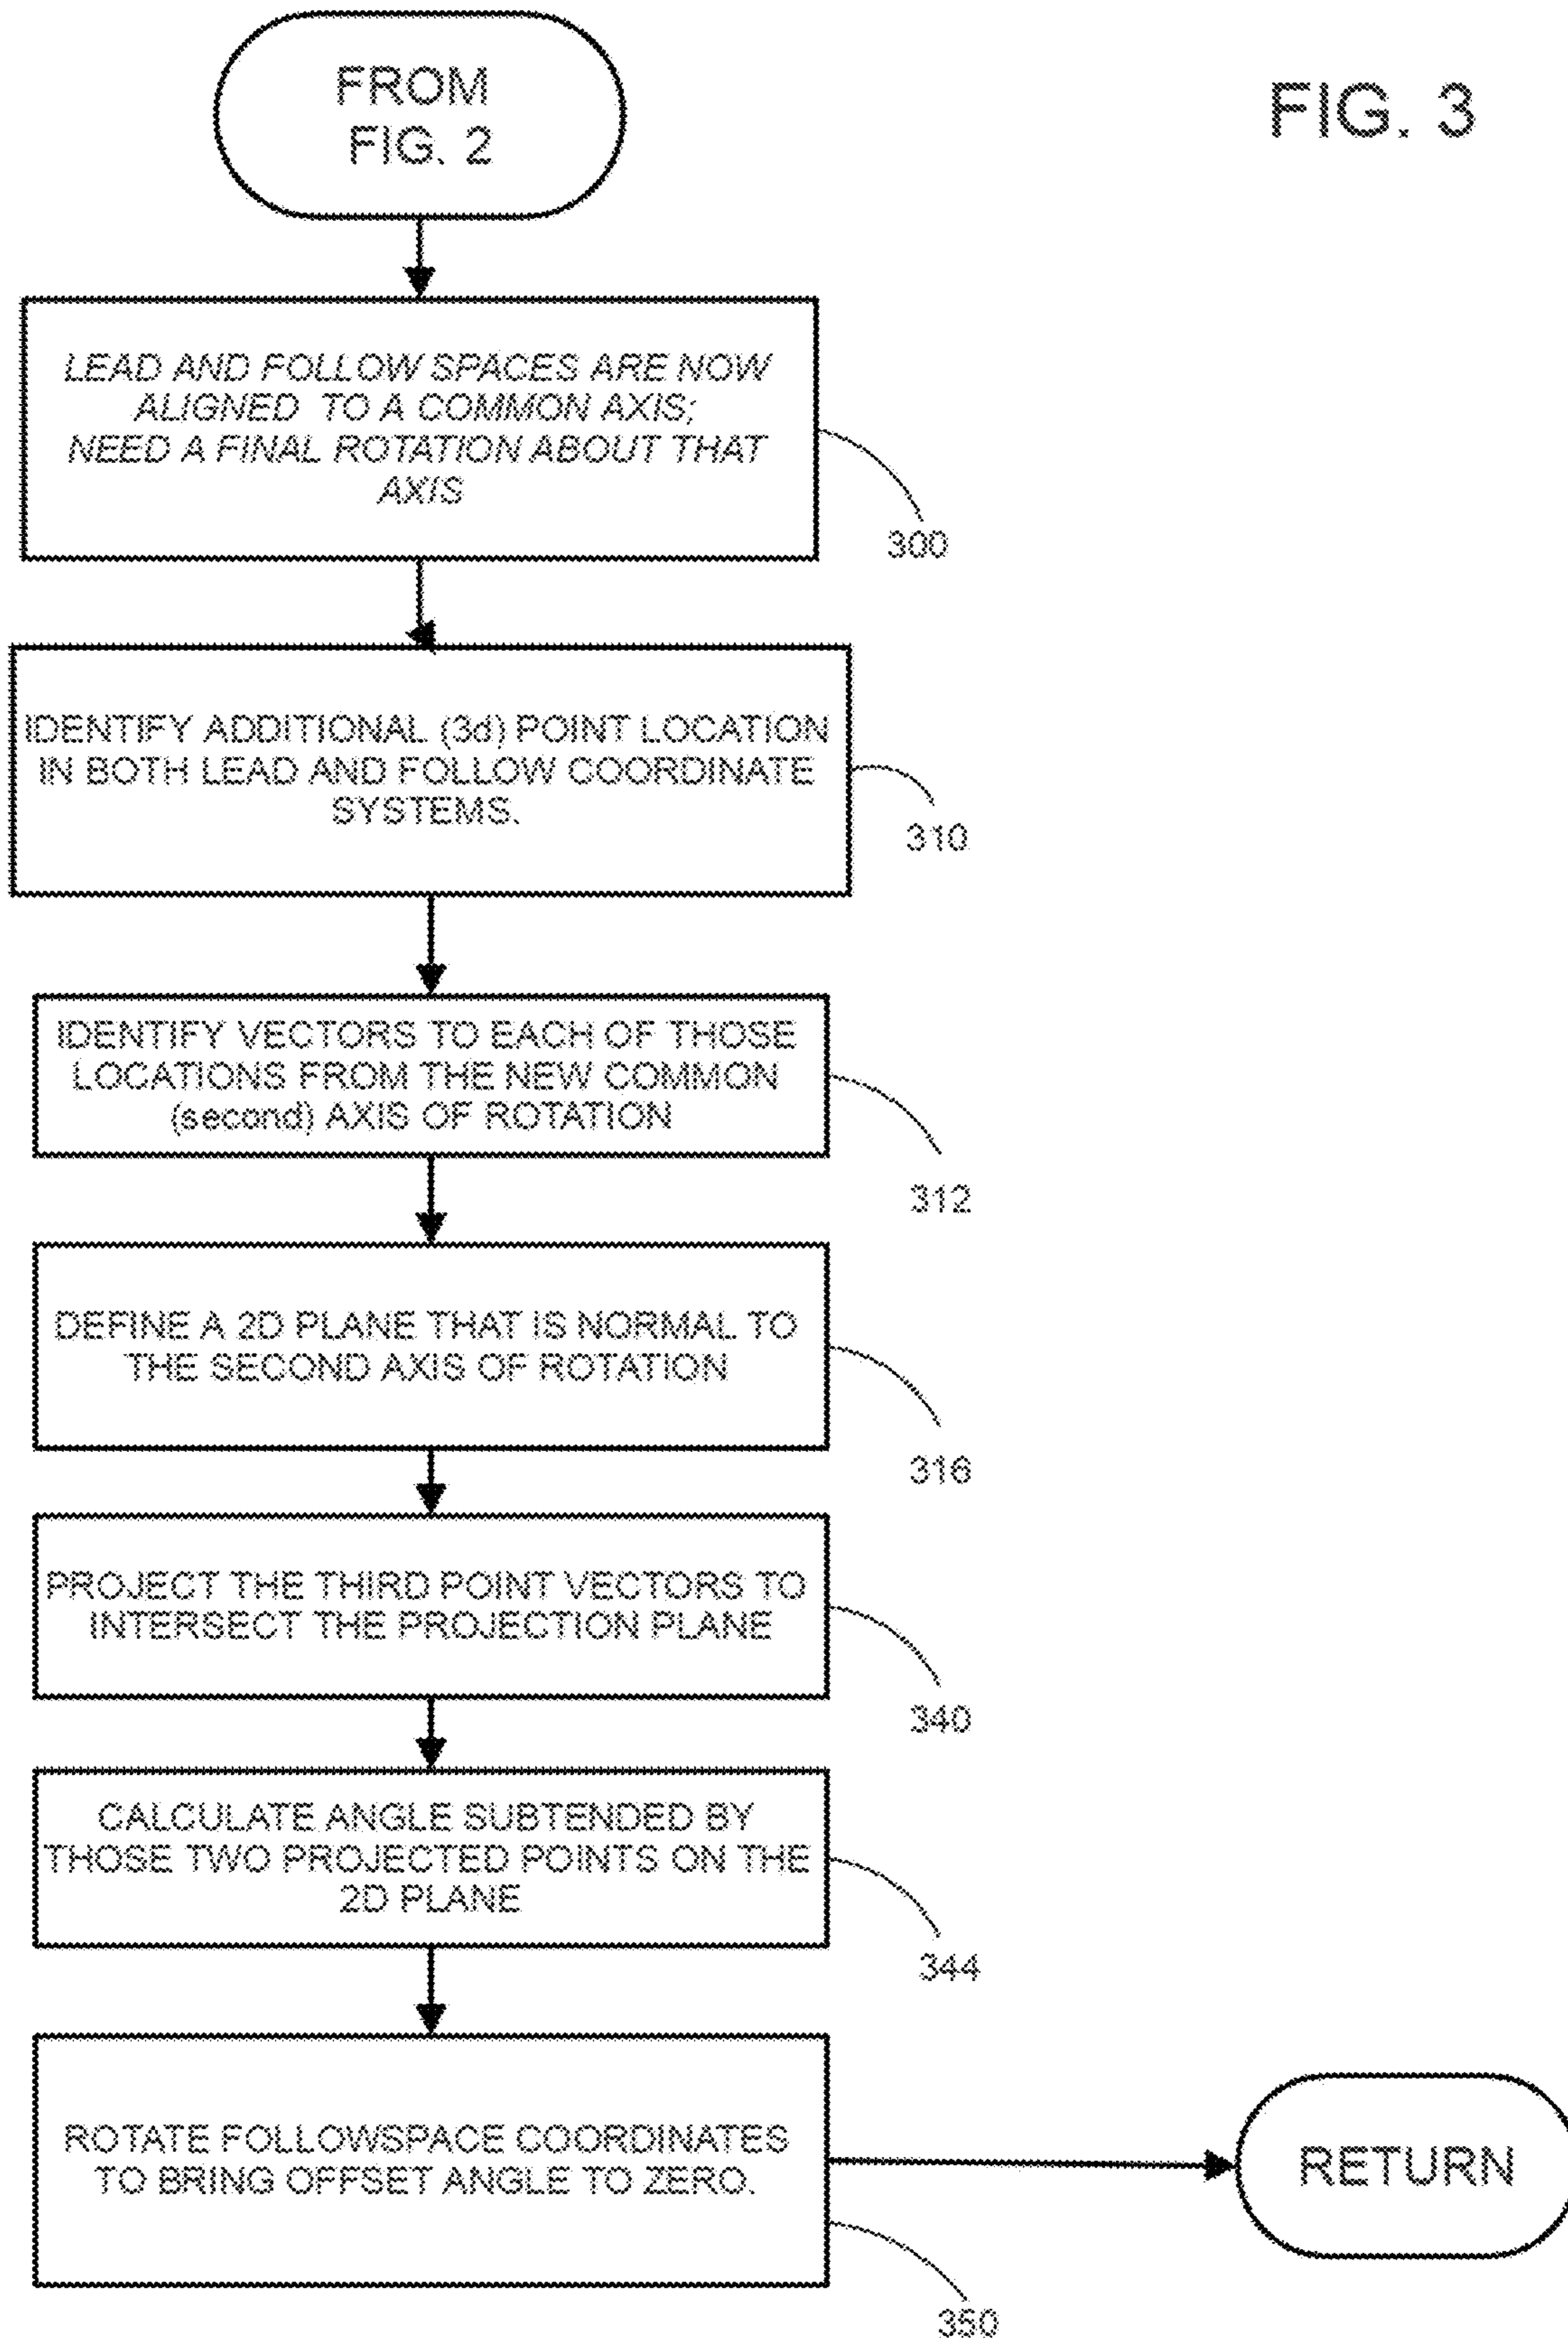 FROM
FIG. 2
FIG. 3
LEAD AND FOLLOW SPACES ARE NOW
ALIGNED TO A COMMON AXIS;
NEED A FINAL ROTATION ABOUT THAT
AXIS
300
IDENTIFY ADDITIONAL (3d) POINT LOCATION
IN BOTH LEAD AND FOLLOW COORDINATE
SYSTEMS.
310
IDENTIFY VECTORS TO EACH OF THOSE
LOCATIONS FROM THE NEW COMMON
(second) AXIS OF ROTATION
312
DEFINE A 2D PLANE THAT IS NORMAL TO
THE SECOND AXIS OF ROTATION
316
PROJECT THE THIRD POINT VECTORS TO
INTERSECT THE PROJECTION PLANE
340
CALCULATE ANGLE SUBTENDED BY
THOSE TWO PROJECTED POINTS ON THE
2D PLANE
344
ROTATE FOLLOWSPACE COORDINATES
TO BRING OFFSET ANGLE TO ZERO.
350
RETURN